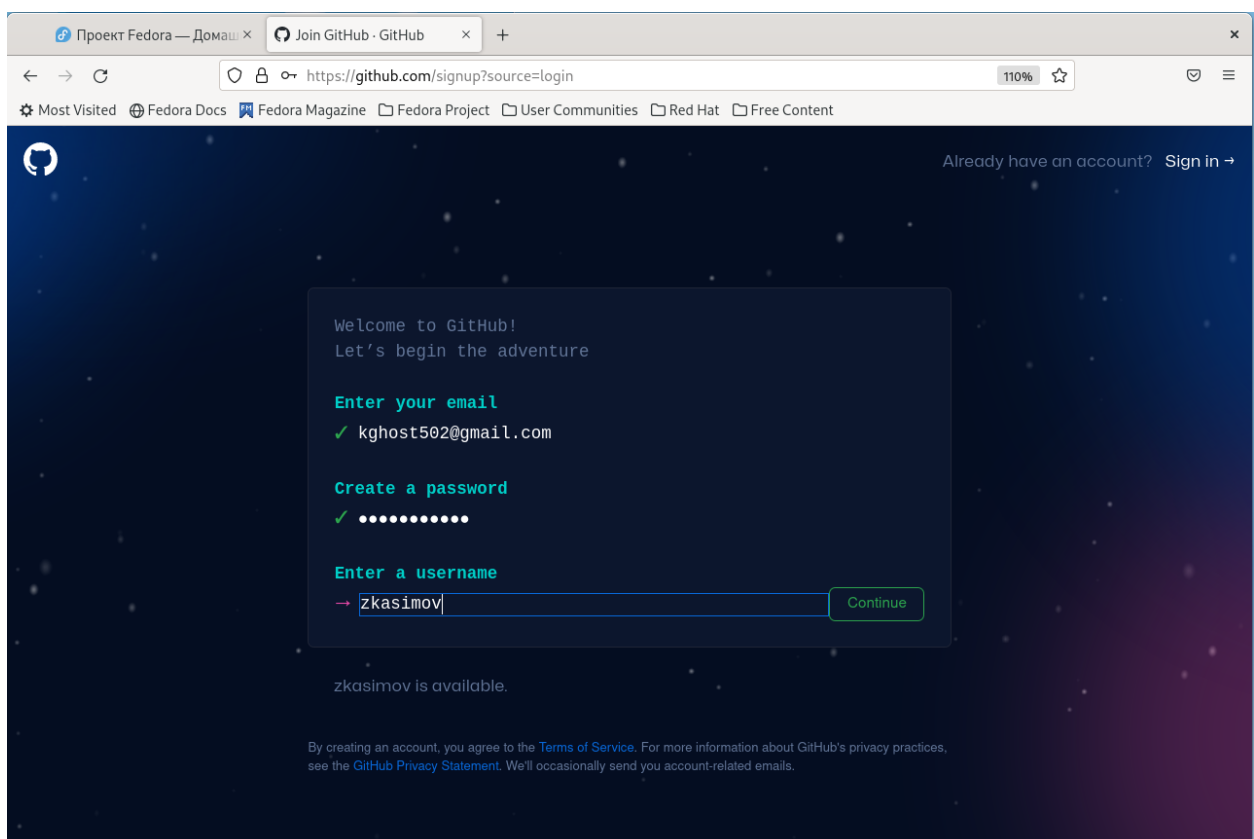 Проект Fedora — Домаш
Join GitHub · GitHub
https://github.com/signup?source=login
110%
Most Visited Fedora Docs Fedora Magazine Fedora Project User Communities Red Hat Free Content
Already have an account? Sign in →
Welcome to GitHub!
Let’s begin the adventure
Enter your email
✓ kghost502@gmail.com
Create a password
✓ ●●●●●●●●●●●
Enter a username
→ zkasimov
Continue
zkasimov is available.
By creating an account, you agree to the Terms of Service. For more information about GitHub's privacy practices,
see the GitHub Privacy Statement. We'll occasionally send you account-related emails.